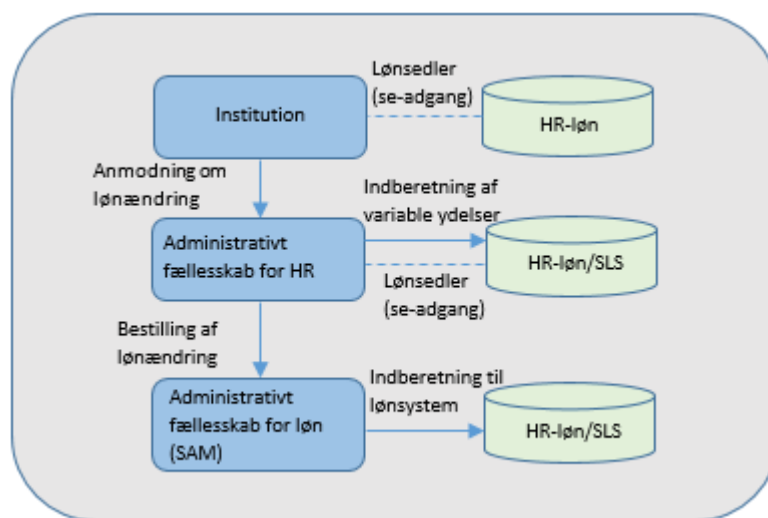 Lønsedler
(se-adgang)
Institution
HR-løn
Anmodning om
lønændring
Indberetning af
variable ydelser
Administrativt
fællesskab for HR
HR-løn/SLS
Lønsedler
(se-adgang)
Bestilling af
lønændring
Indberetning til
lønsystem
Administrativt
fællesskab for løn
(SAM)
HR-løn/SLS